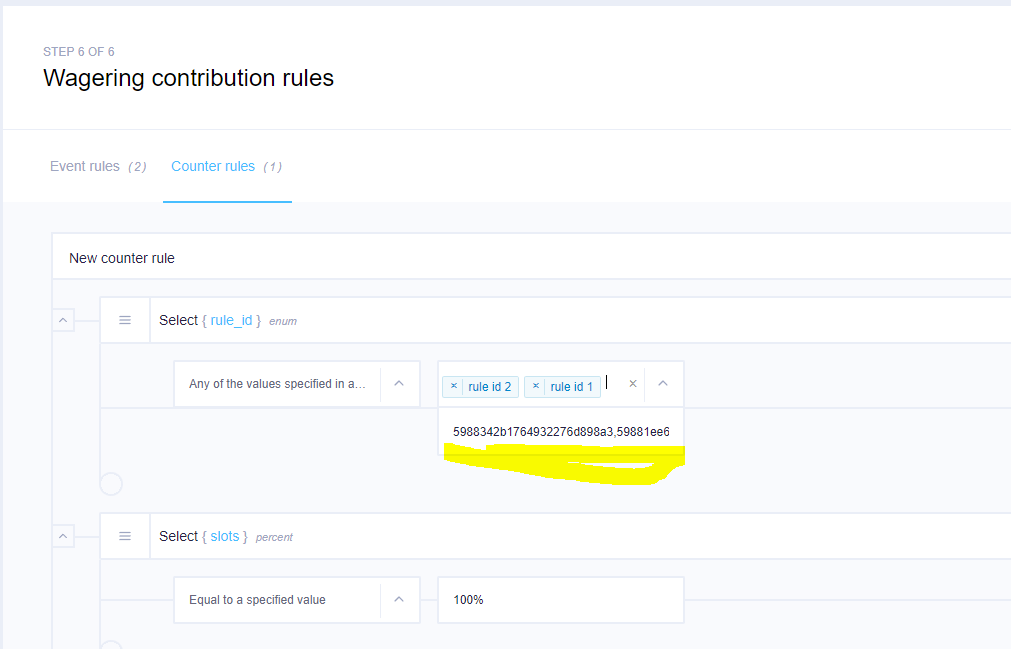 STEP 6 OF 6
Wagering contribution rules
Event rules (2) Counter rules (1)
New counter rule
Select { rule_id } enum
Any of the values specified in a... × rule id 2 × rule id 1 ×
5988342b1764932276d898a3,59881ee6
Select { slots } percent
Equal to a specified value 100%